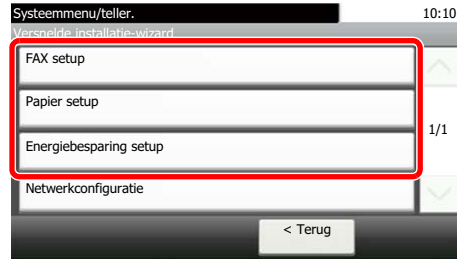 Systeemmenu/teller.
10:10
Versnelde installatie-wizard
FAX setup
Papier setup
1/1
Energiebesparing setup
Netwerkconfiguratie
< Terug